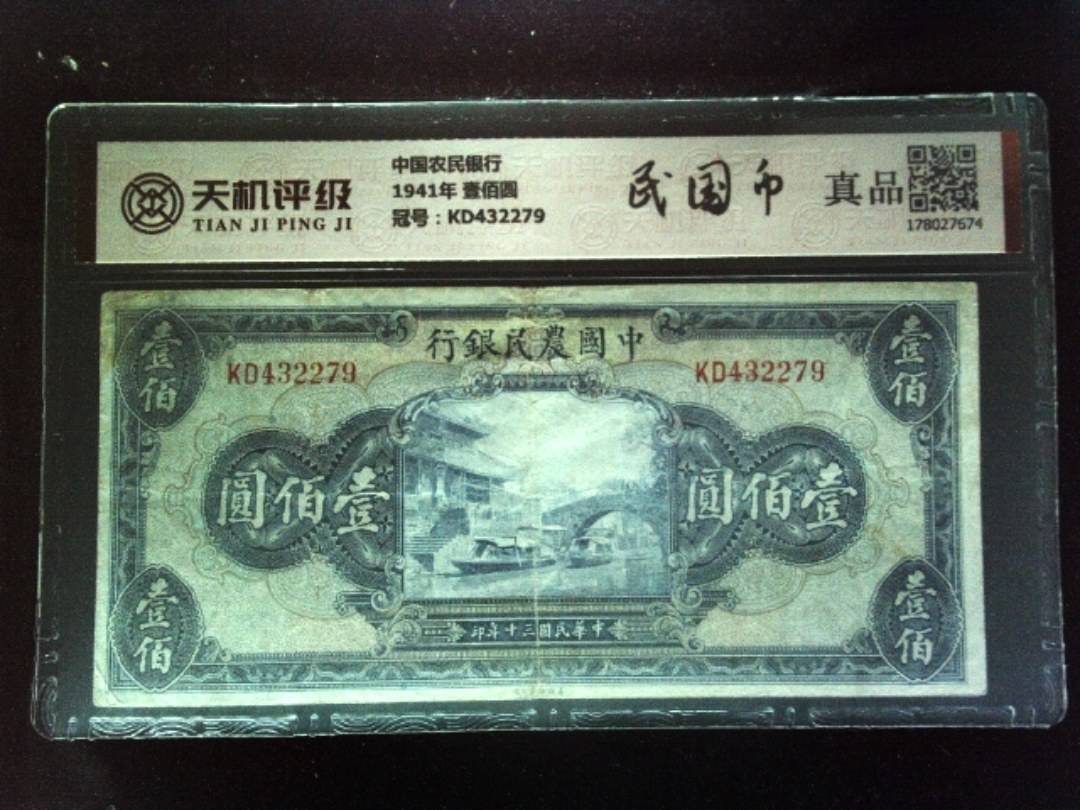 天机评级
TIAN JI PING JI
中国农民银行
1941年 壹佰圆
冠号：KD432279
民国币
真品
178027674
行銀民農國中
壹佰
KD432279
KD432279
壹佰
圓佰壹
圓佰壹
印年十三國民華中
壹佰
壹佰